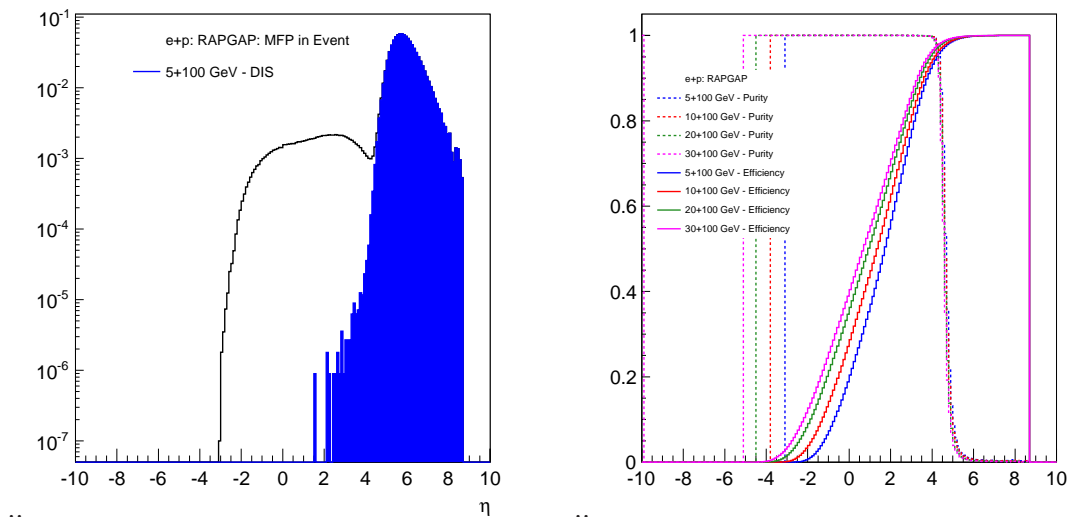 10⁻¹
10⁻²
10⁻³
10⁻⁴
10⁻⁵
10⁻⁶
10⁻⁷
e+p: RAPGAP: MFP in Event
5+100 GeV - DIS
-10 -8 -6 -4 -2 0 2 4 6 8 10
η
1
0.8
0.6
0.4
0.2
0
e+p: RAPGAP
5+100 GeV - Purity
10+100 GeV - Purity
20+100 GeV - Purity
30+100 GeV - Purity
5+100 GeV - Efficiency
10+100 GeV - Efficiency
20+100 GeV - Efficiency
30+100 GeV - Efficiency
-10 -8 -6 -4 -2 0 2 4 6 8 10